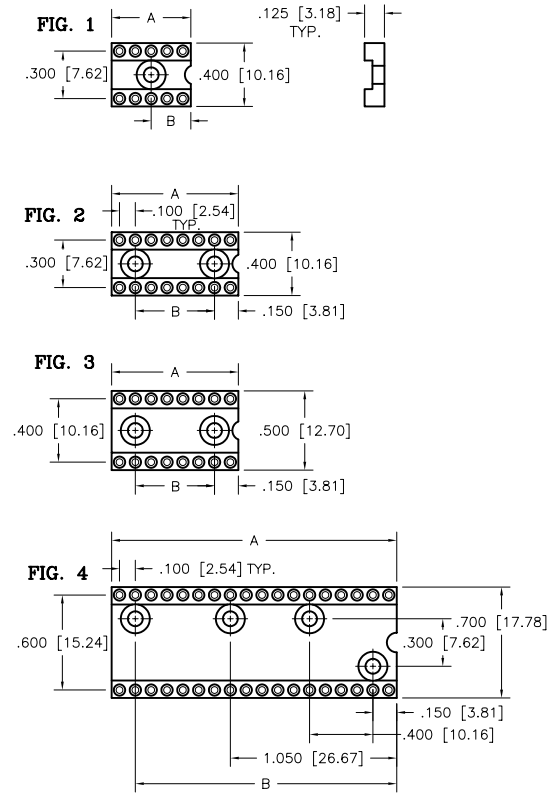 .125 [3.18]
TYP.
FIG. 1
A
.300 [7.62]
.400 [10.16]
B
FIG. 2
A
.100 [2.54]
TYP.
.300 [7.62]
.400 [10.16]
B
.150 [3.81]
FIG. 3
A
.400 [10.16]
.500 [12.70]
B
.150 [3.81]
A
FIG. 4
.100 [2.54] TYP.
.700 [17.78]
.600 [15.24]
.300 [7.62]
.150 [3.81]
.400 [10.16]
1.050 [26.67]
B